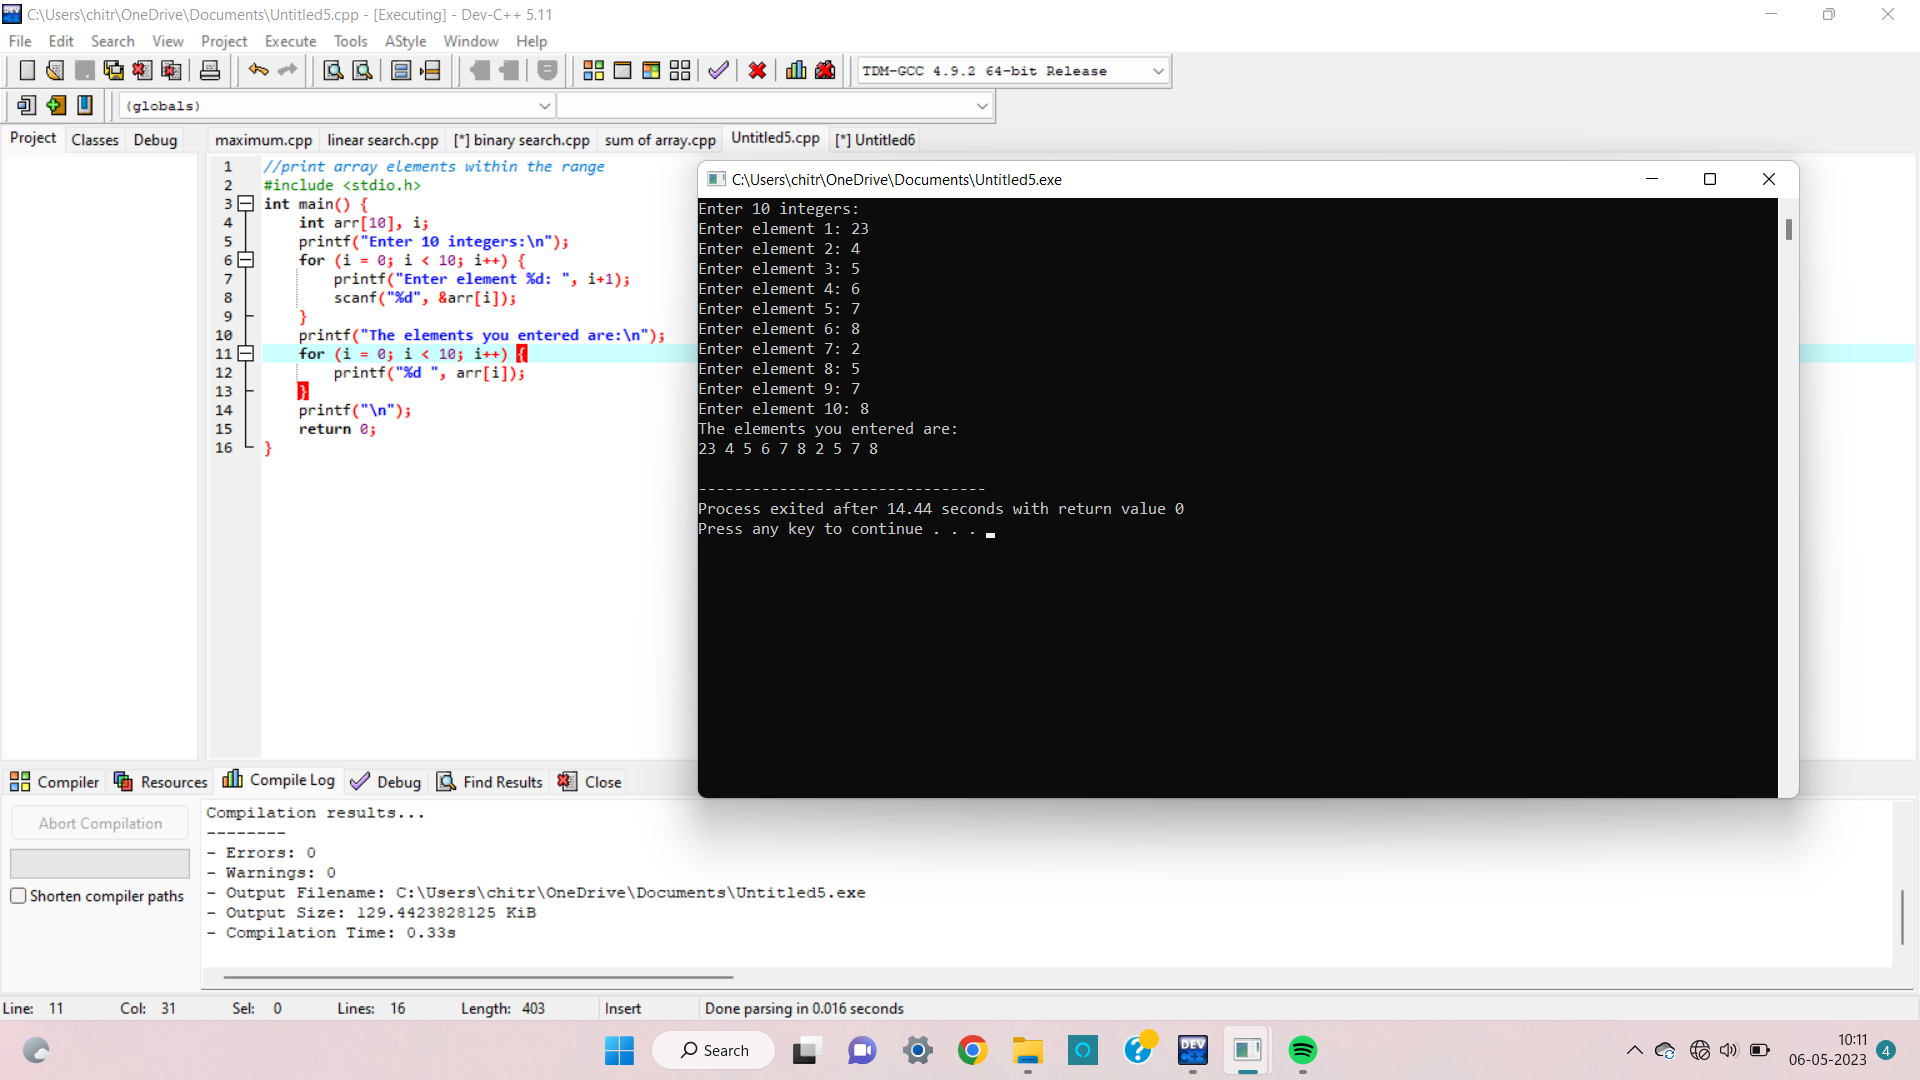 C:\Users\chitr\OneDrive\Documents\Untitled5.cpp - [Executing] - Dev-C++ 5.11
File Edit Search View Project Execute Tools AStyle Window Help
TDM-GCC 4.9.2 64-bit Release
(globals)
Project Classes Debug
maximum.cpp linear search.cpp [*] binary search.cpp sum of array.cpp Untitled5.cpp [*] Untitled6
1 //print array elements within the range
2 #include <stdio.h>
3 int main() {
4 int arr[10], i;
5 printf("Enter 10 integers:\n");
6 for (i = 0; i < 10; i++) {
7 printf("Enter element %d: ", i+1);
8 scanf("%d", &arr[i]);
9 }
10 printf("The elements you entered are:\n");
11 for (i = 0; i < 10; i++) {
12 printf("%d ", arr[i]);
13 }
14 printf("\n");
15 return 0;
16 }
C:\Users\chitr\OneDrive\Documents\Untitled5.exe
Enter 10 integers:
Enter element 1: 23
Enter element 2: 4
Enter element 3: 5
Enter element 4: 6
Enter element 5: 7
Enter element 6: 8
Enter element 7: 2
Enter element 8: 5
Enter element 9: 7
Enter element 10: 8
The elements you entered are:
23 4 5 6 7 8 2 5 7 8
--------------------------------
Process exited after 14.44 seconds with return value 0
Press any key to continue . . .
Compiler Resources Compile Log Debug Find Results Close
Abort Compilation
Shorten compiler paths
Compilation results...
--------
- Errors: 0
- Warnings: 0
- Output Filename: C:\Users\chitr\OneDrive\Documents\Untitled5.exe
- Output Size: 129.4423828125 KiB
- Compilation Time: 0.33s
Line: 11 Col: 31 Sel: 0 Lines: 16 Length: 403 Insert Done parsing in 0.016 seconds
Search
DEV C++
10:11
06-05-2023
4